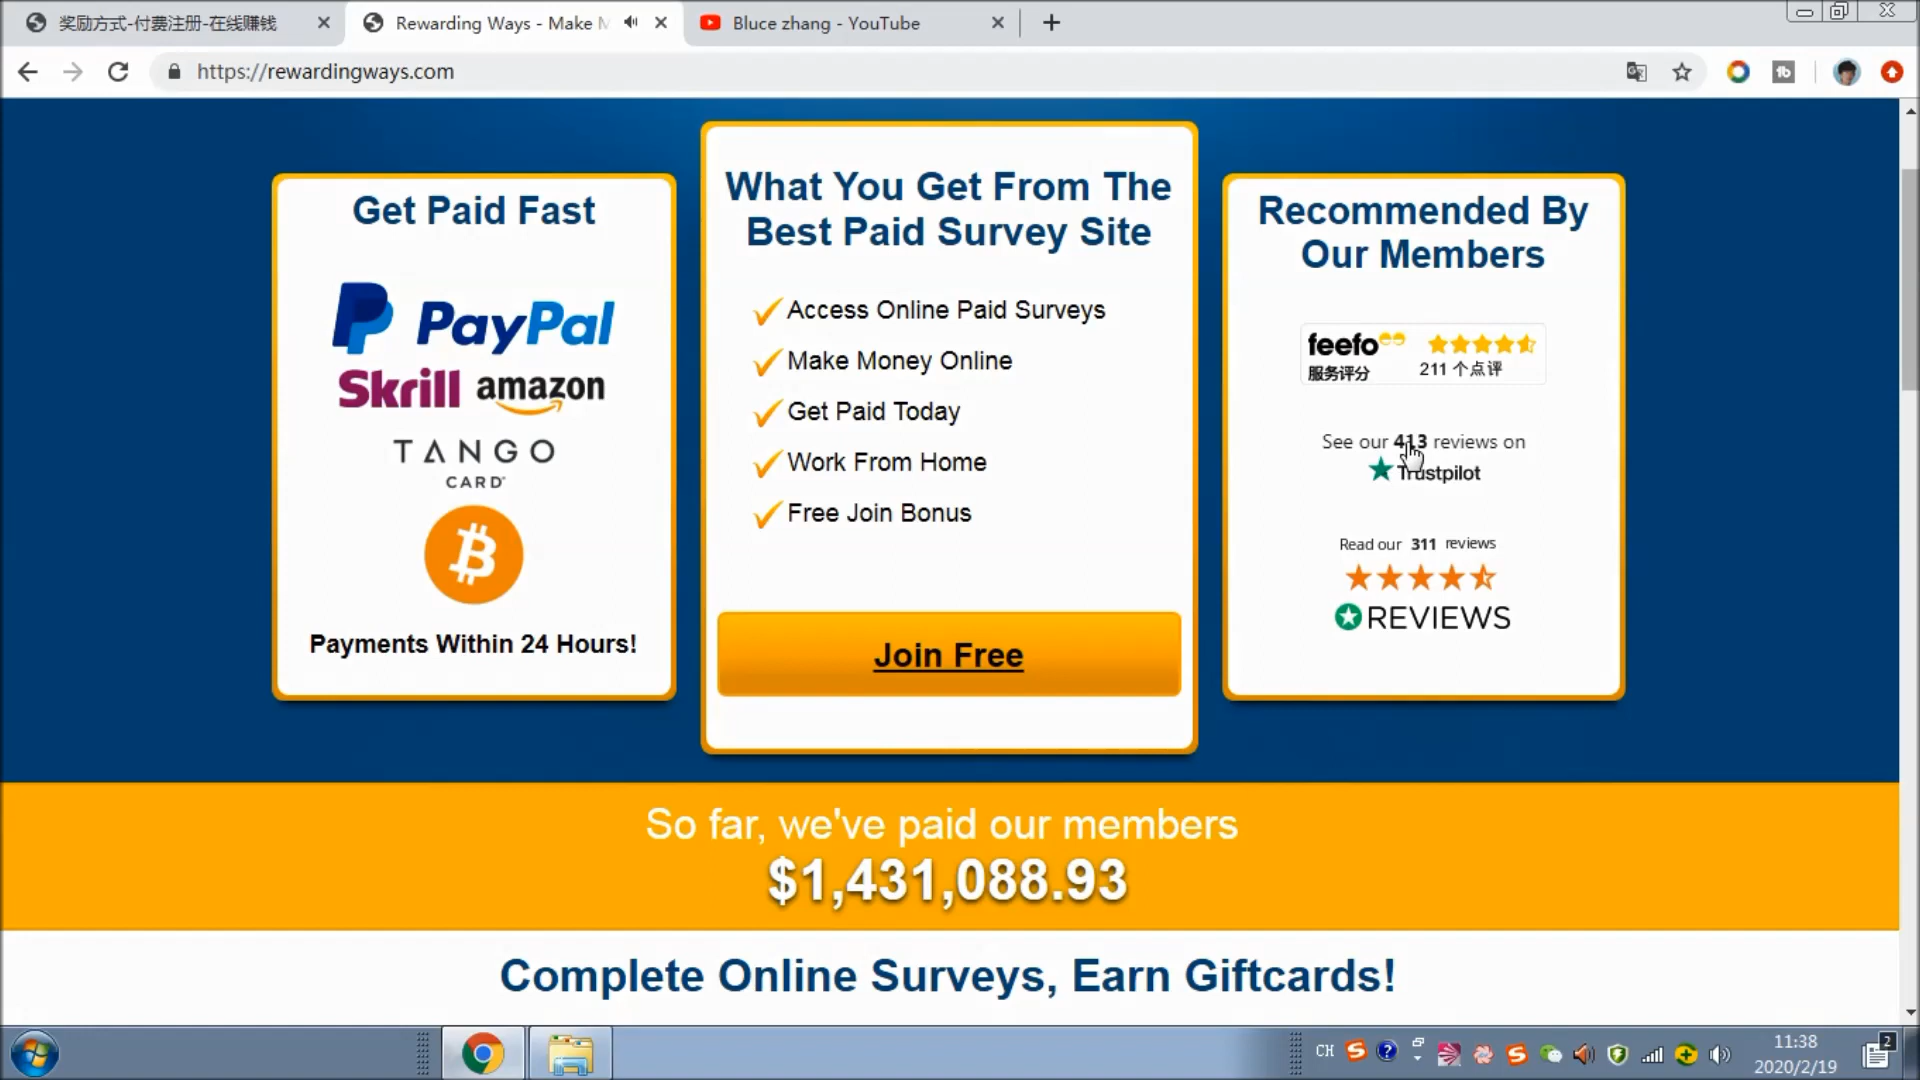 奖励方式-付费注册-在线赚钱
Rewarding Ways - Make M
Bluce zhang - YouTube
https://rewardingways.com
Get Paid Fast
PayPal
Skrill amazon
TANGO
CARD
Payments Within 24 Hours!
What You Get From The
Best Paid Survey Site
Access Online Paid Surveys
Make Money Online
Get Paid Today
Work From Home
Free Join Bonus
Join Free
Recommended By
Our Members
feefo
服务评分
211 个点评
See our 413 reviews on
Trustpilot
Read our 311 reviews
REVIEWS
So far, we've paid our members
$1,431,088.93
Complete Online Surveys, Earn Giftcards!
CH
11:38
2020/2/19
2